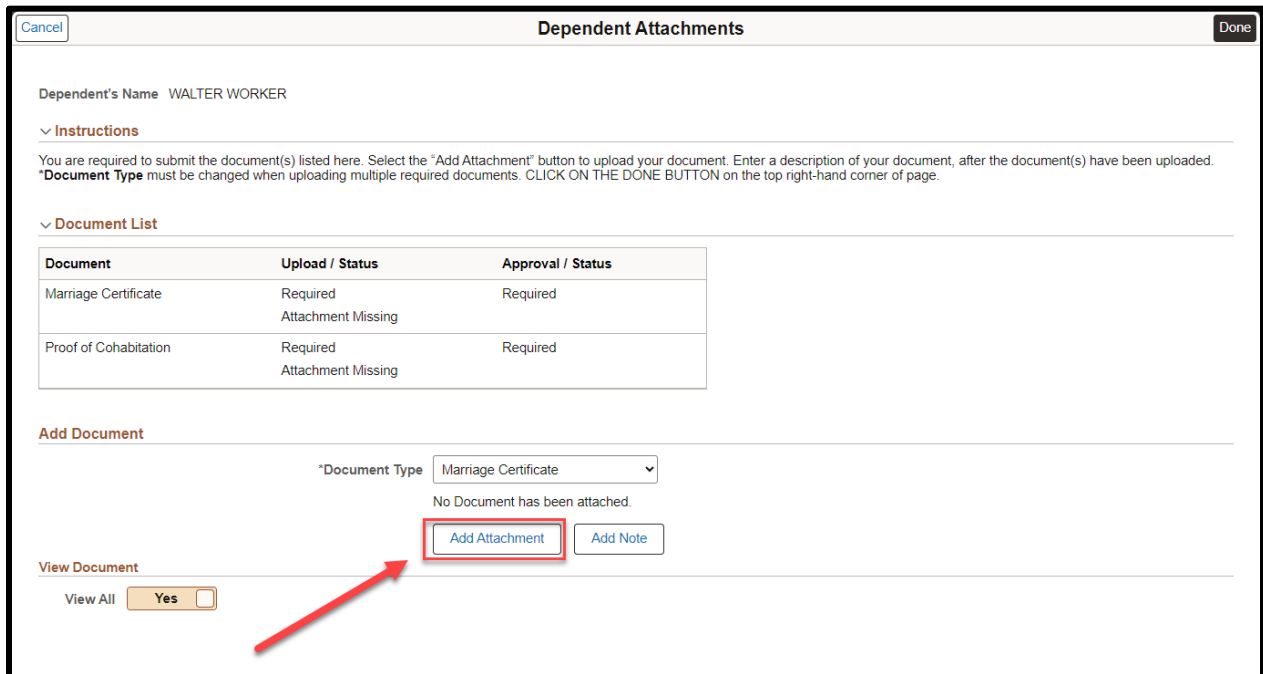 Cancel
Dependent Attachments
Done
Dependent's Name WALTER WORKER
Instructions
You are required to submit the document(s) listed here. Select the “Add Attachment” button to upload your document. Enter a description of your document, after the document(s) have been uploaded.
*Document Type must be changed when uploading multiple required documents. CLICK ON THE DONE BUTTON on the top right-hand corner of page.
Document List
Document Upload / Status Approval / Status
Marriage Certificate Required Required
Attachment Missing
Proof of Cohabitation Required Required
Attachment Missing
Add Document
*Document Type Marriage Certificate
No Document has been attached.
Add Attachment Add Note
View Document
View All Yes